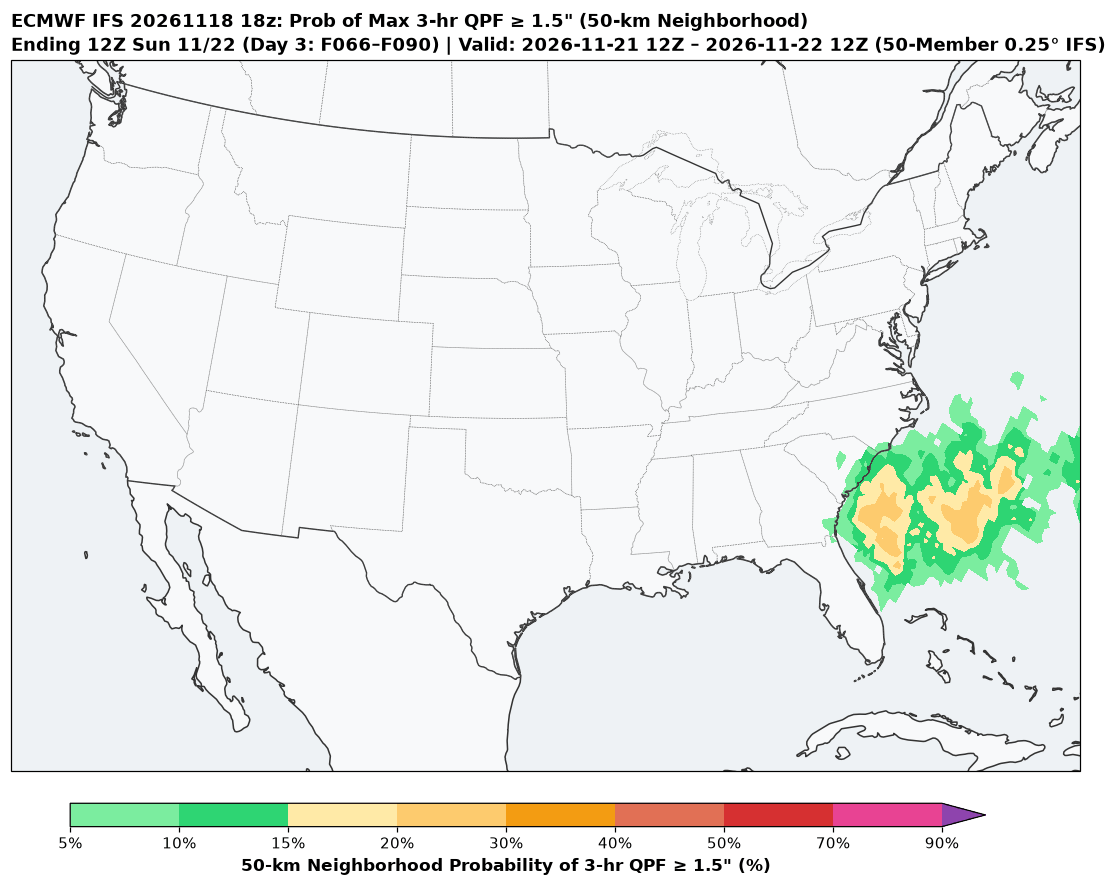 ECMWF IFS 20261118 18z: Prob of Max 3-hr QPF ≥ 1.5" (50-km Neighborhood)
Ending 12Z Sun 11/22 (Day 3: F066–F090) | Valid: 2026-11-21 12Z – 2026-11-22 12Z (50-Member 0.25° IFS)
5% 10% 15% 20% 30% 40% 50% 70% 90%
50-km Neighborhood Probability of 3-hr QPF ≥ 1.5" (%)